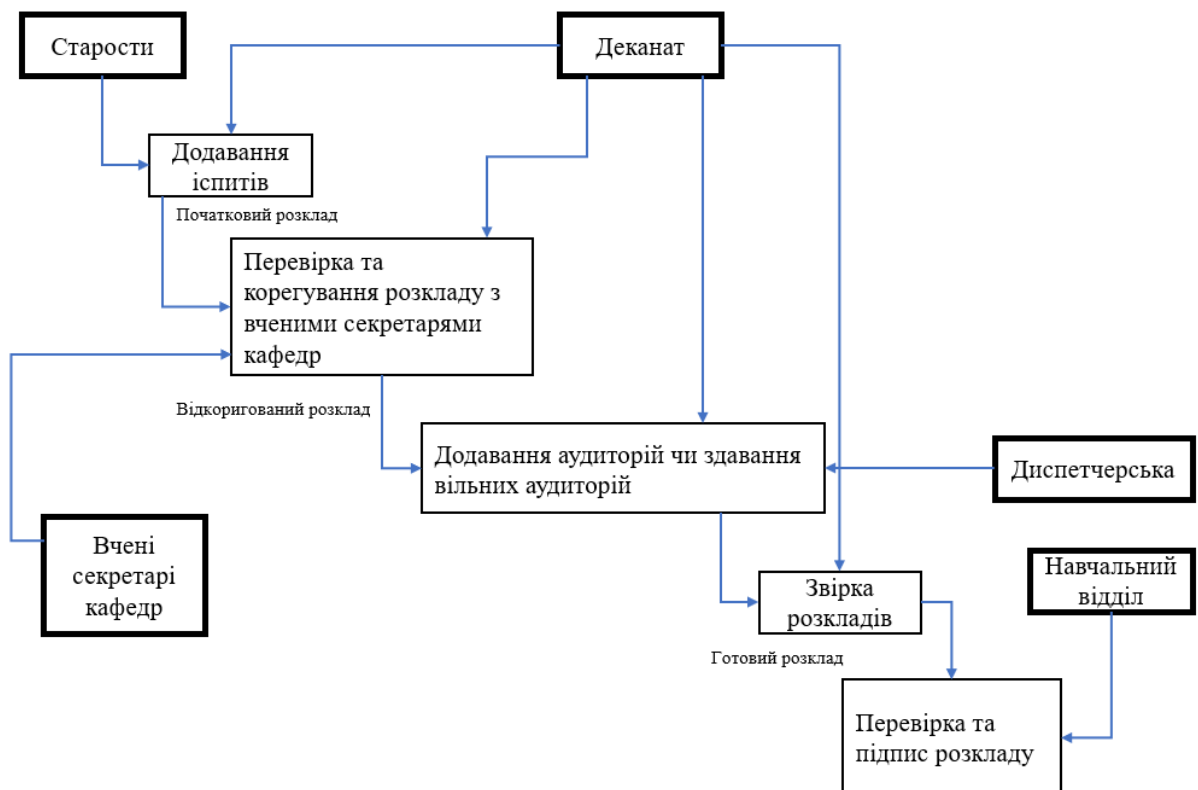 Старости
Деканат
Додавання
іспитів
Початковий розклад
Перевірка та
корегування розкладу з
вченими секретарями
кафедр
Відкоригований розклад
Додавання аудиторій чи здавання
вільних аудиторій
Диспетчерська
Вчені
секретарі
кафедр
Навчальний
відділ
Звірка
розкладів
Готовий розклад
Перевірка та
підпис розкладу